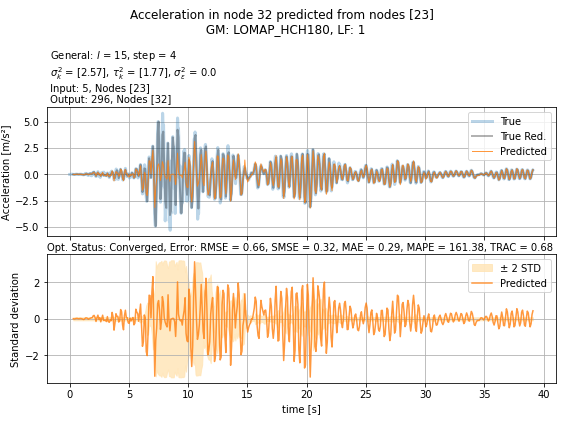 Acceleration in node 32 predicted from nodes [23]
GM: LOMAP_HCH180, LF: 1
General: l = 15, step = 4
σ²ₖ = [2.57], τ²ₖ = [1.77], σ²ε = 0.0
Input: 5, Nodes [23]
Output: 296, Nodes [32]
Acceleration [m/s²]
5.0
2.5
0.0
−2.5
−5.0
True
True Red.
Predicted
Opt. Status: Converged, Error: RMSE = 0.66, SMSE = 0.32, MAE = 0.29, MAPE = 161.38, TRAC = 0.68
Standard deviation
2
0
−2
± 2 STD
Predicted
0 5 10 15 20 25 30 35 40
time [s]